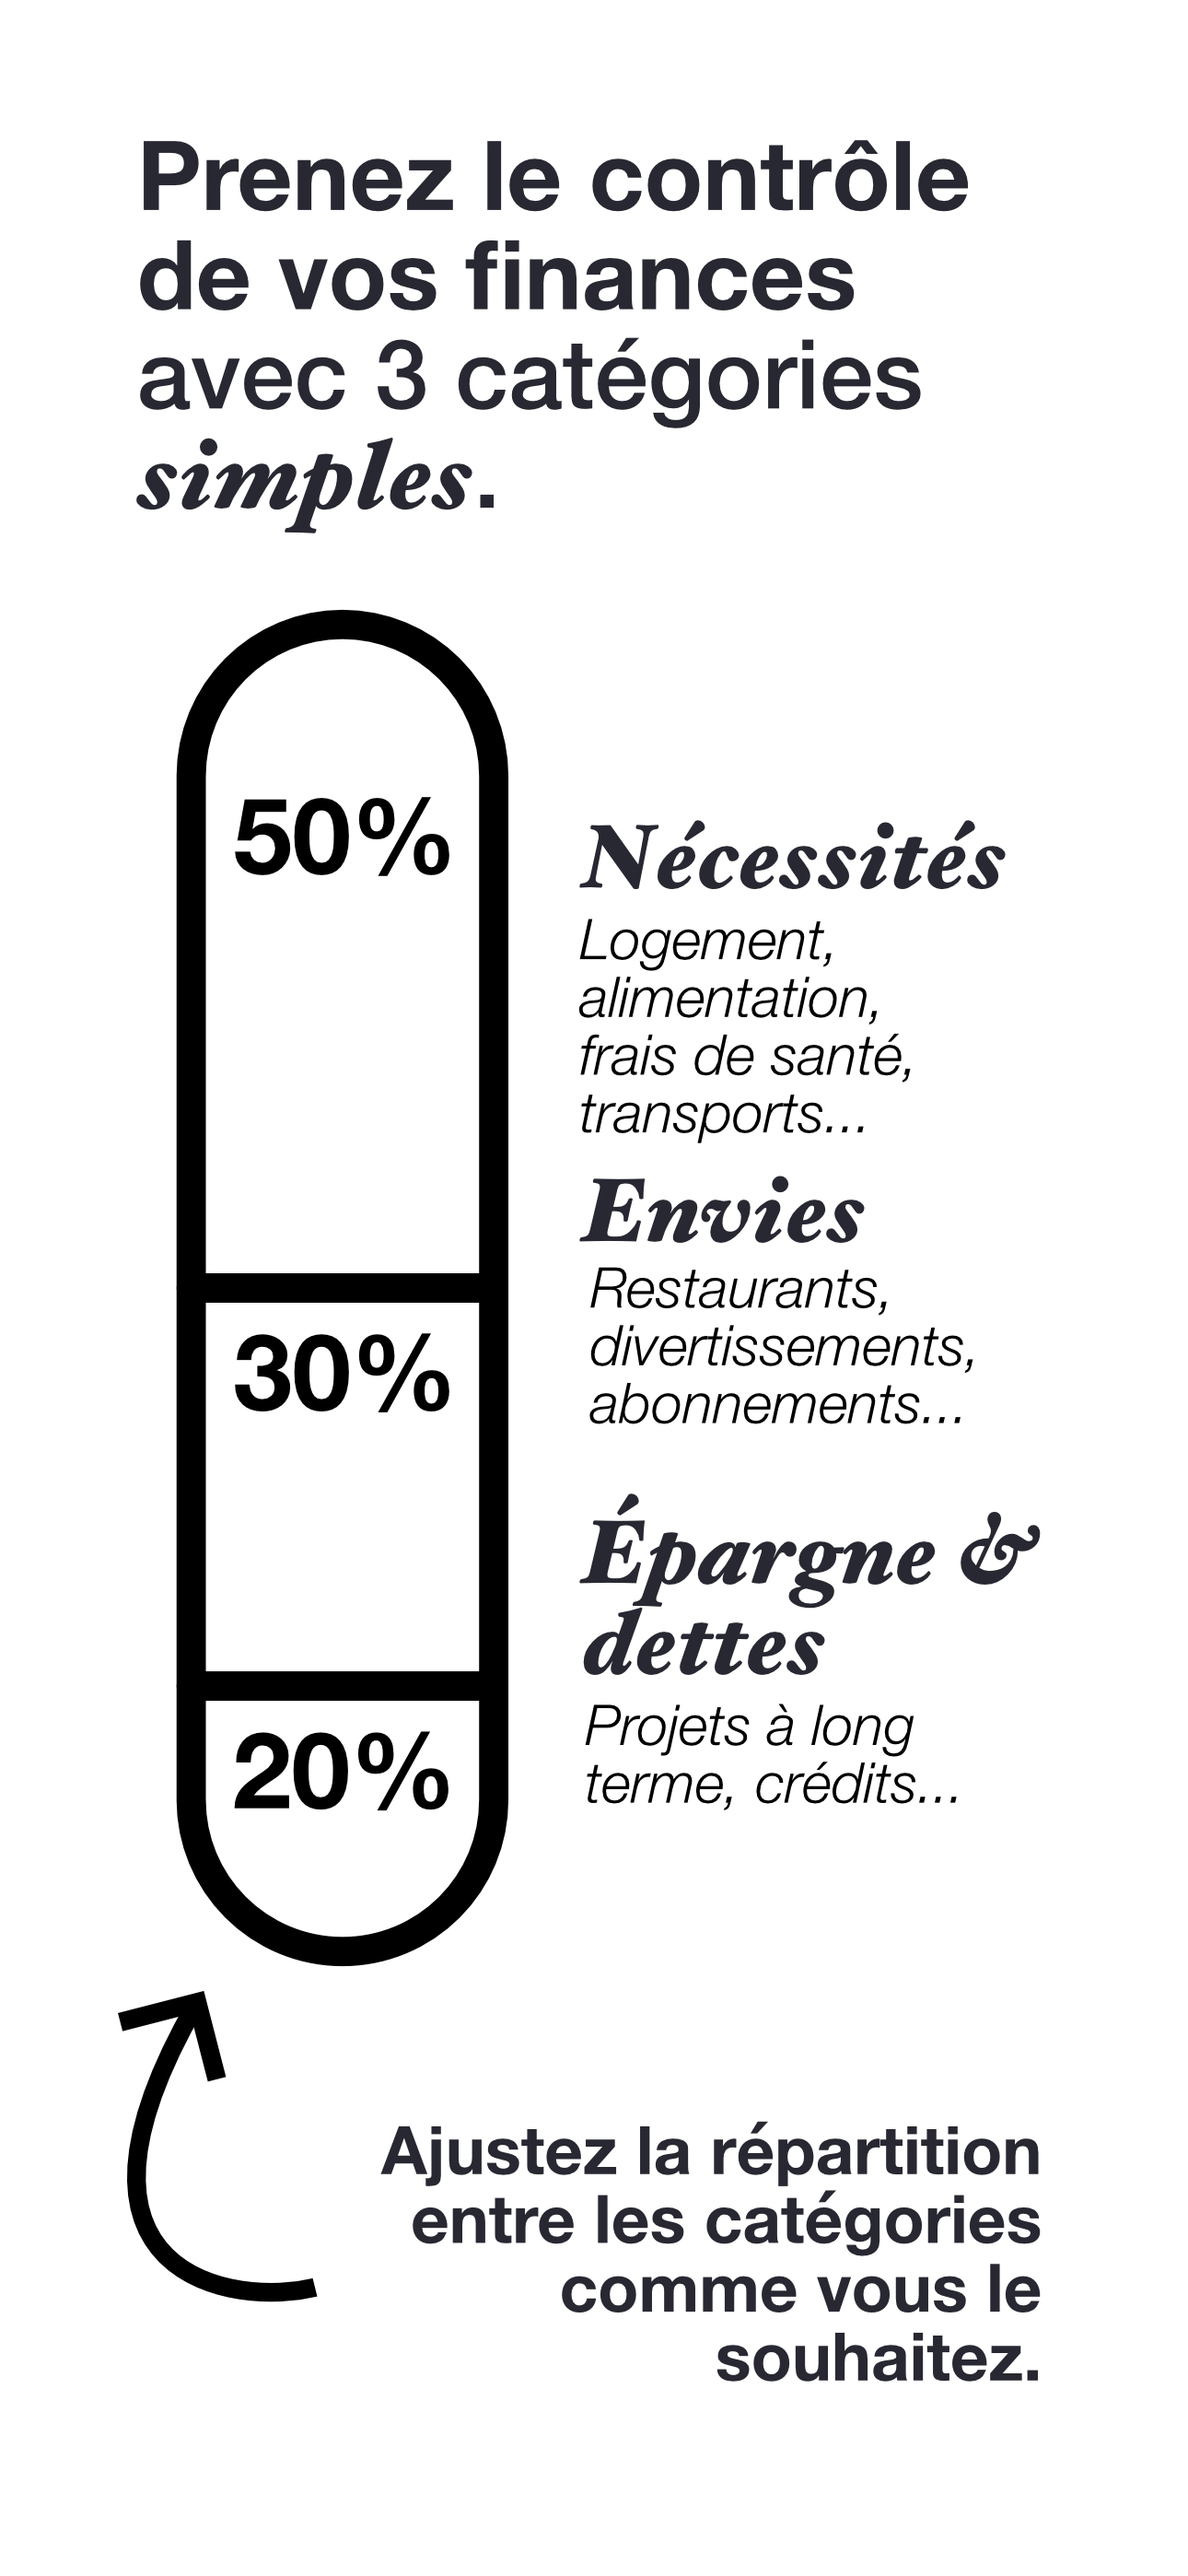 Prenez le contrôle
de vos finances
avec 3 catégories
simples.
50%
Nécessités
Logement,
alimentation,
frais de santé,
transports...
30%
Envies
Restaurants,
divertissements,
abonnements...
20%
Épargne &
dettes
Projets à long
terme, crédits...
Ajustez la répartition
entre les catégories
comme vous le
souhaitez.